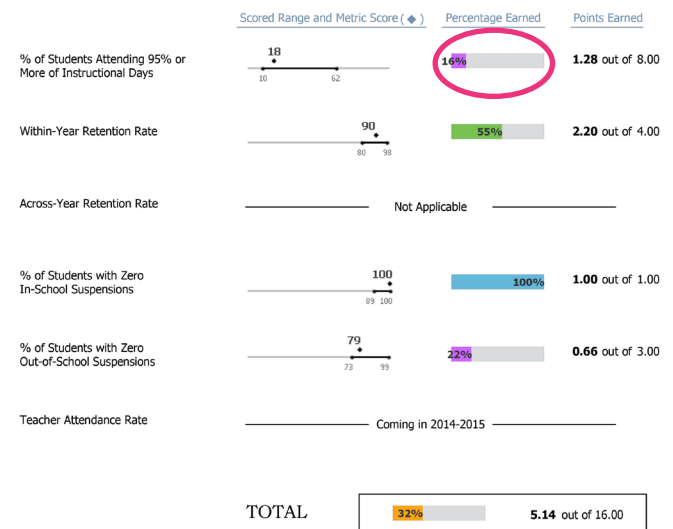 Scored Range and Metric Score ( ◆ ) Percentage Earned Points Earned
% of Students Attending 95% or
More of Instructional Days
18
10 62
16%
1.28 out of 8.00
Within-Year Retention Rate
90
80 98
55%
2.20 out of 4.00
Across-Year Retention Rate
Not Applicable
% of Students with Zero
In-School Suspensions
100
89 100
100%
1.00 out of 1.00
% of Students with Zero
Out-of-School Suspensions
79
73 99
22%
0.66 out of 3.00
Teacher Attendance Rate
Coming in 2014-2015
TOTAL 32% 5.14 out of 16.00